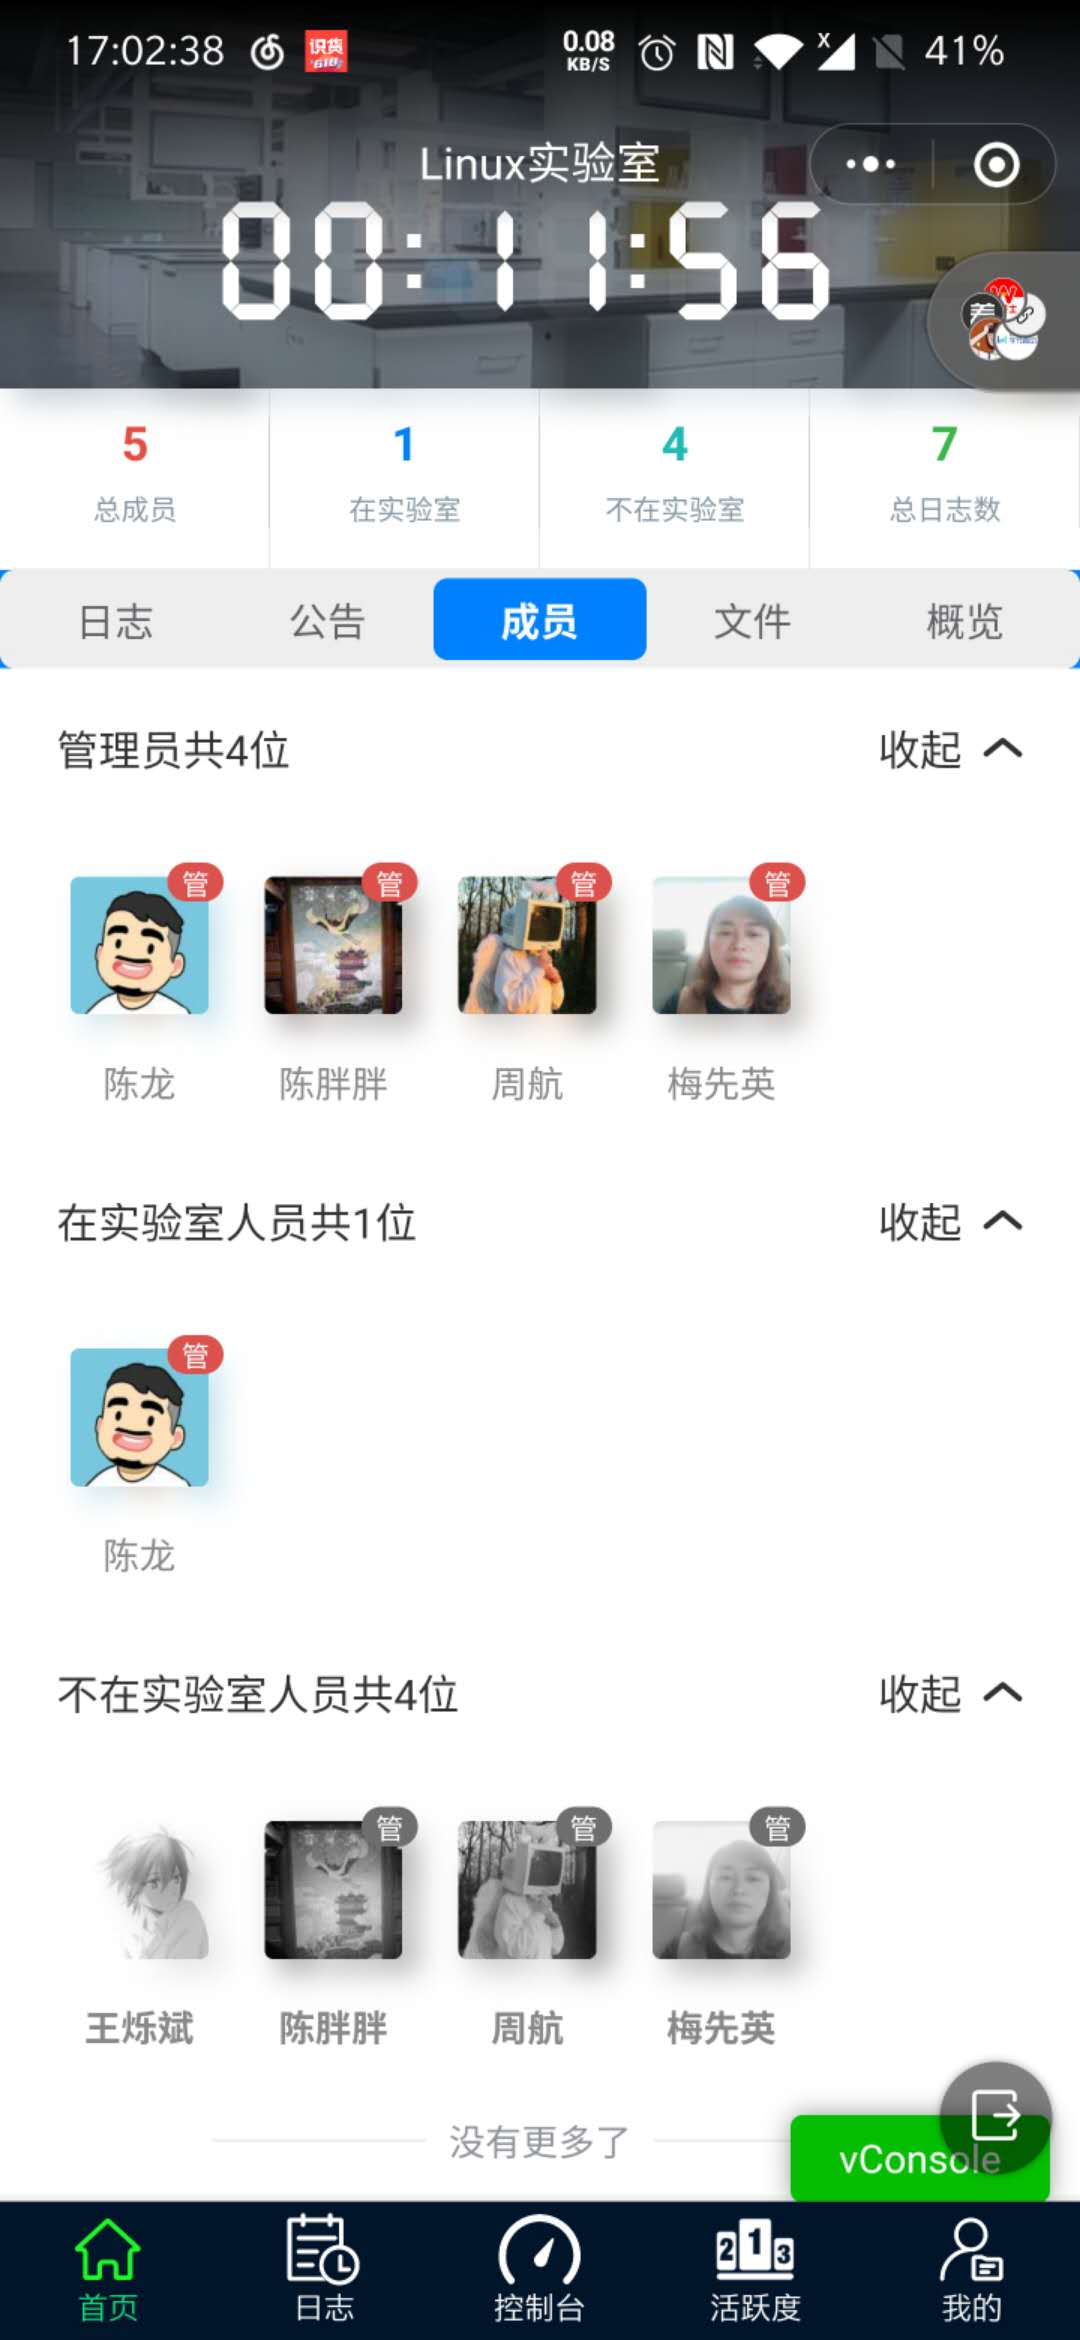 17:02:38 识货 618 0.08 KB/S X 41%
Linux实验室
00:11:56
5 1 4 7
总成员 在实验室 不在实验室 总日志数
日志 公告 成员 文件 概览
管理员共4位 收起
管 管 管 管
陈龙 陈胖胖 周航 梅先英
在实验室人员共1位 收起
管
陈龙
不在实验室人员共4位 收起
管 管 管
王烁斌 陈胖胖 周航 梅先英
没有更多了
vConsole
2 1 3
首页 日志 控制台 活跃度 我的